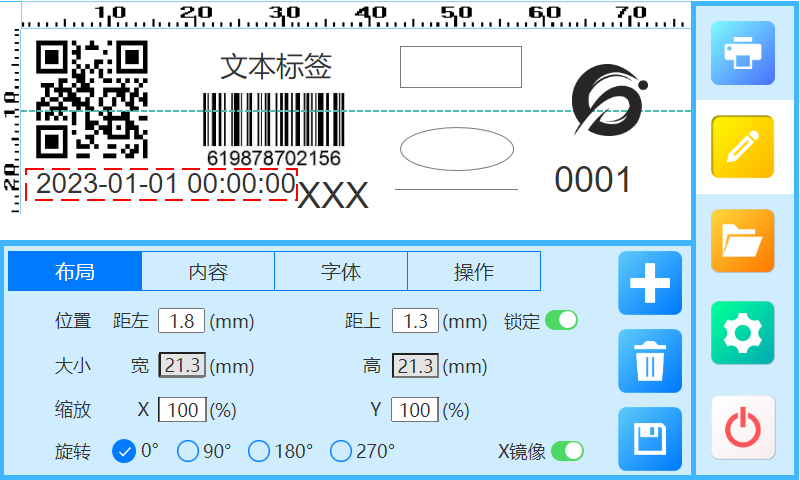 1,0 2,0 3,0 4,0 5,0 6,0 7,0
1,0
2,0
文本标签
619878702156
2023-01-01 00:00:00
XXX
0001
布局 内容 字体 操作
位置 距左 1.8 (mm) 距上 1.3 (mm) 锁定
大小 宽 21.3 (mm) 高 21.3 (mm)
缩放 X 100 (%) Y 100 (%)
旋转 0° 90° 180° 270° X镜像